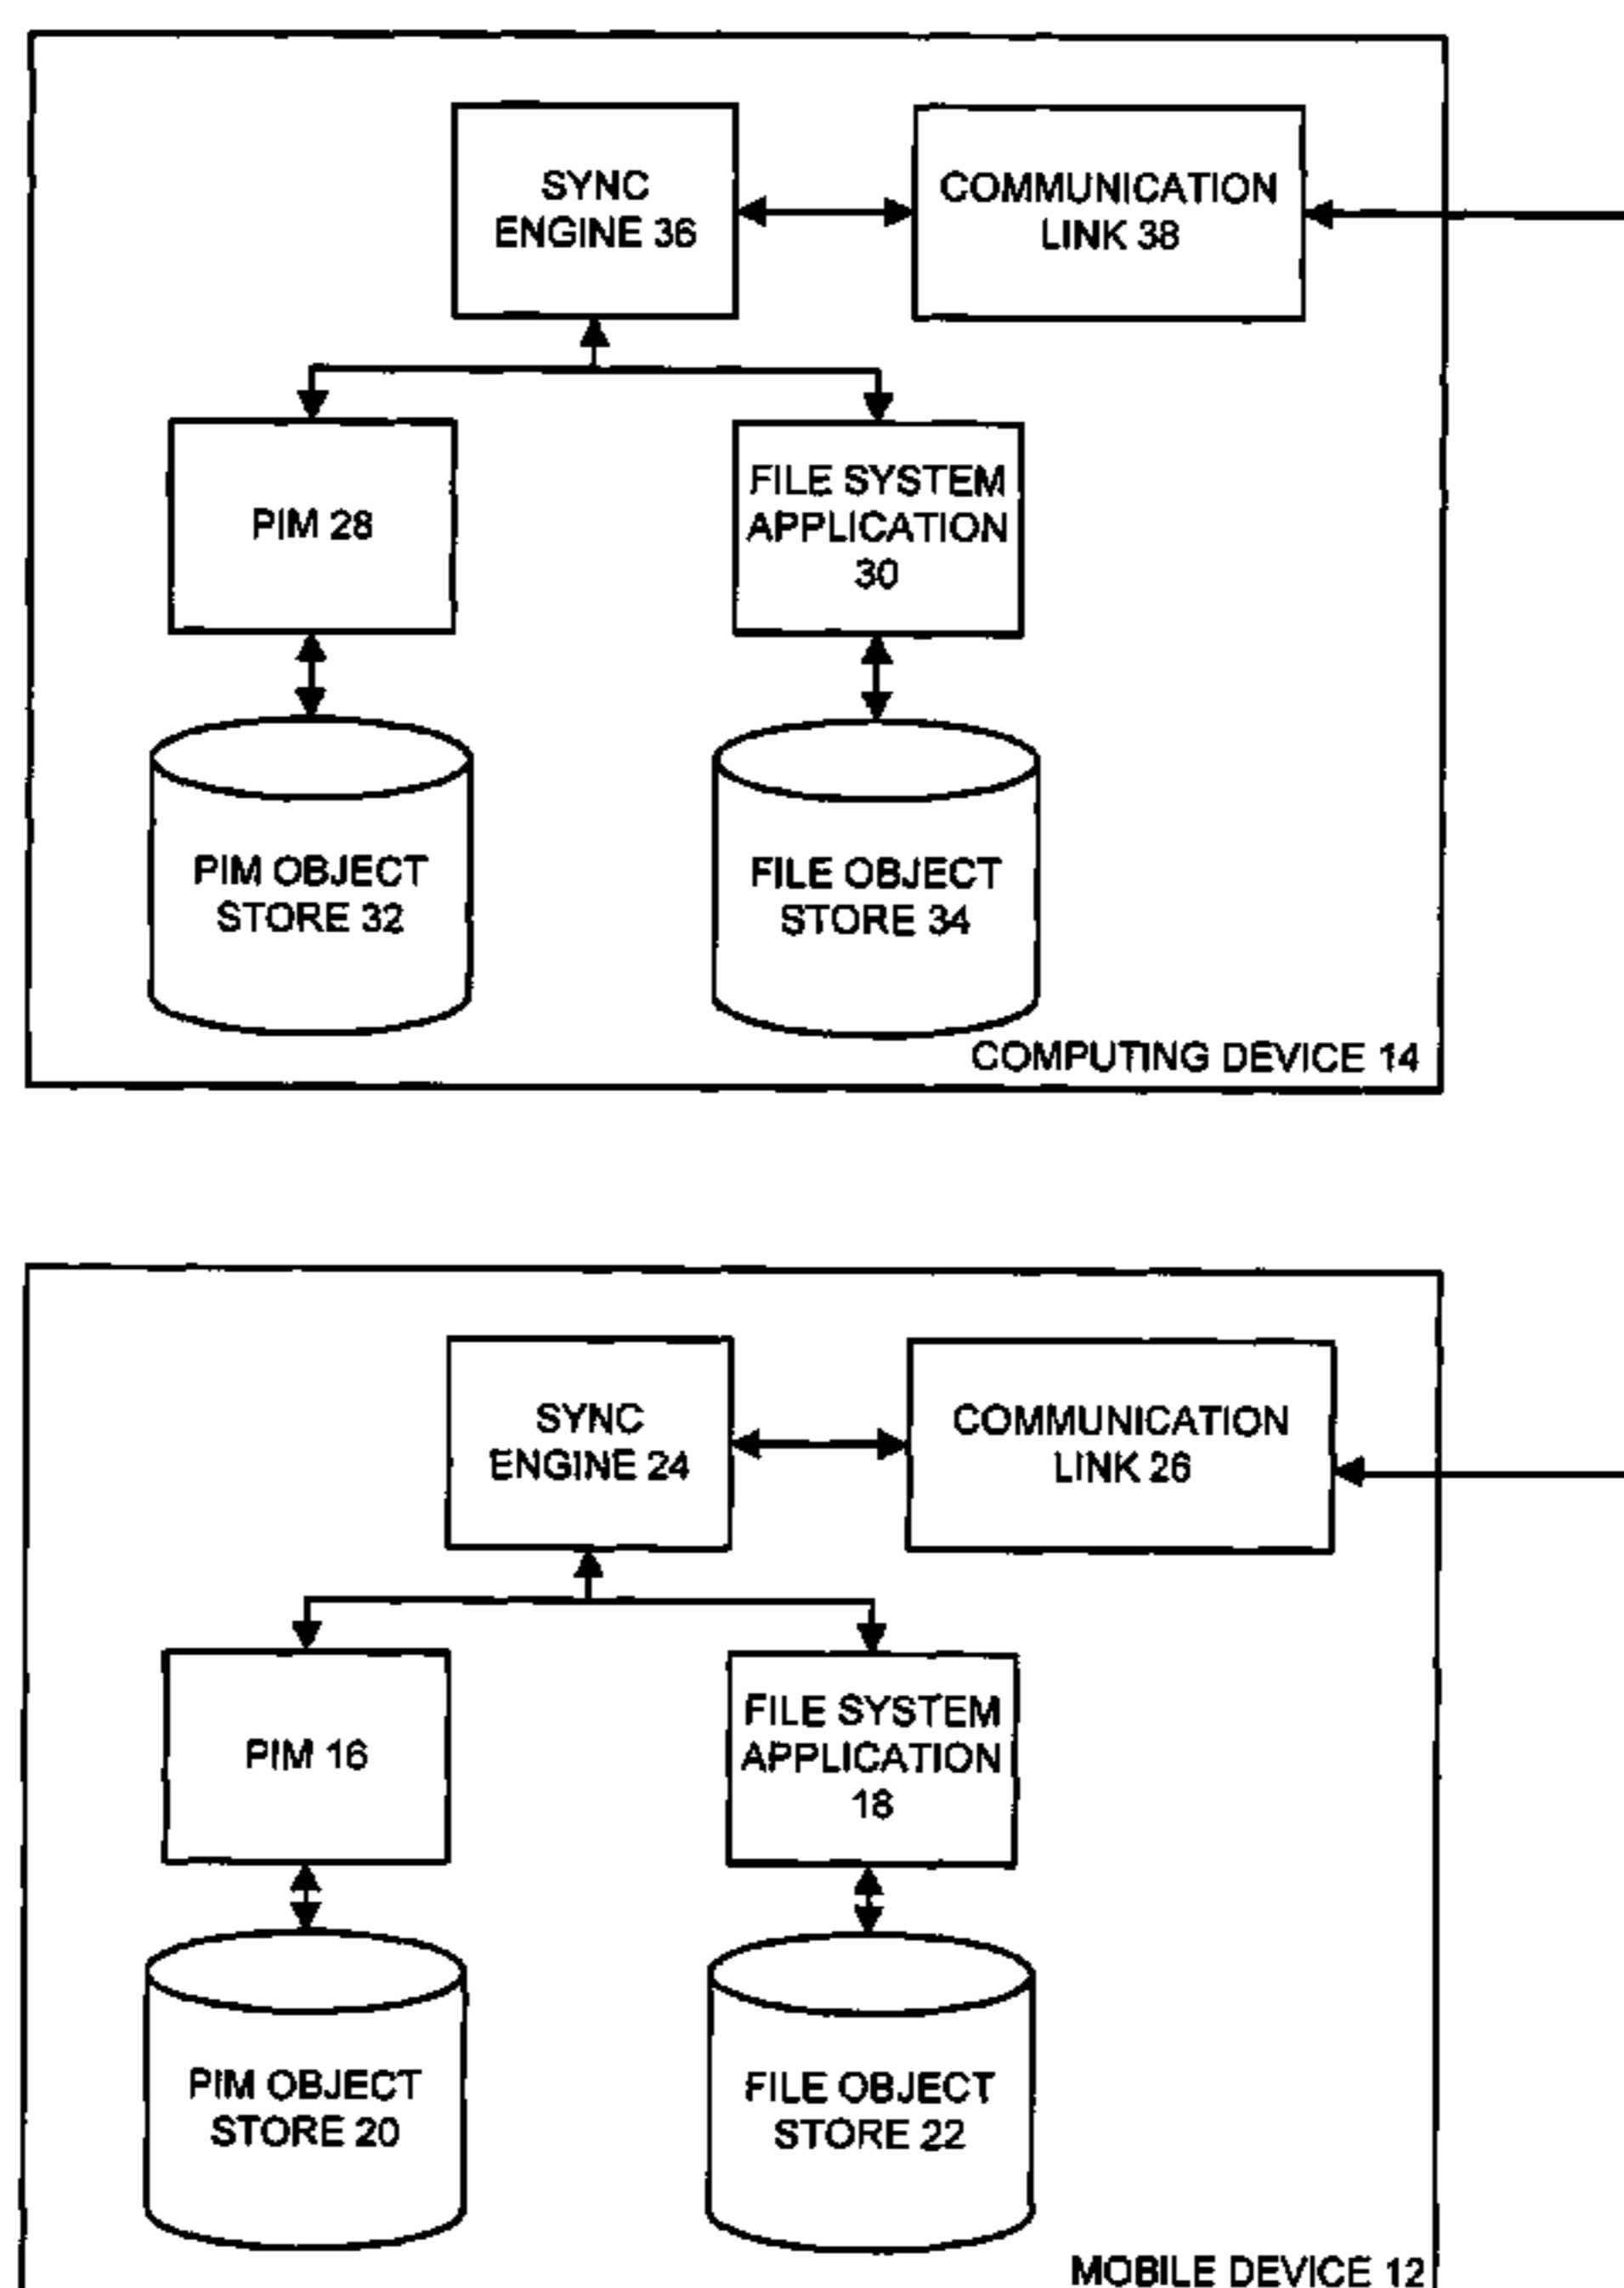 SYNC
ENGINE 36
COMMUNICATION
LINK 38
PIM 28
FILE SYSTEM
APPLICATION
30
PIM OBJECT
STORE 32
FILE OBJECT
STORE 34
COMPUTING DEVICE 14
SYNC
ENGINE 24
COMMUNICATION
LINK 26
PIM 16
FILE SYSTEM
APPLICATION
18
PIM OBJECT
STORE 20
FILE OBJECT
STORE 22
MOBILE DEVICE 12